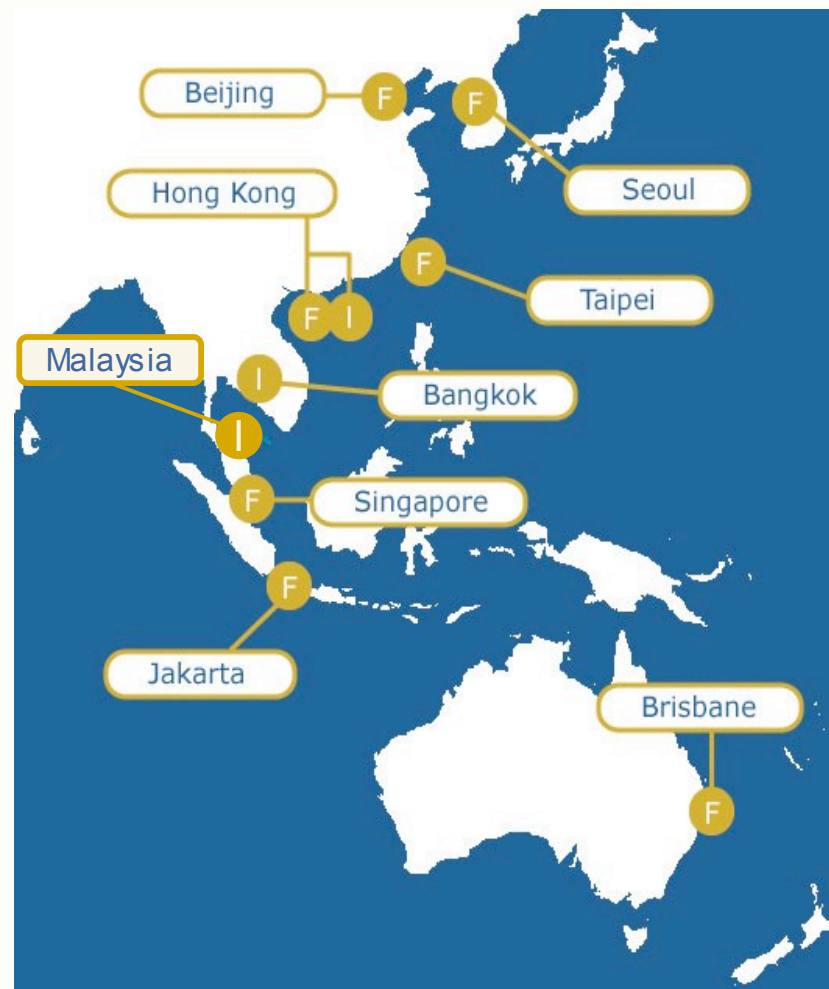 Beijing
F
F
Seoul
Hong Kong
F
Taipei
F I
Malaysia
I
Bangkok
I
F
Singapore
F
Jakarta
Brisbane
F